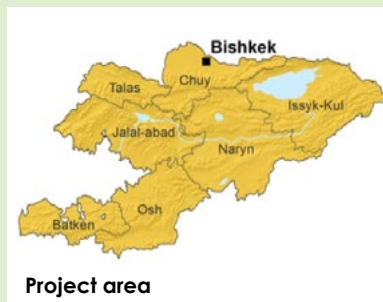 Bishkek
Talas
Chuy
Issyk-Kul
Jalal-abad
Naryn
Osh
Batken
Project area